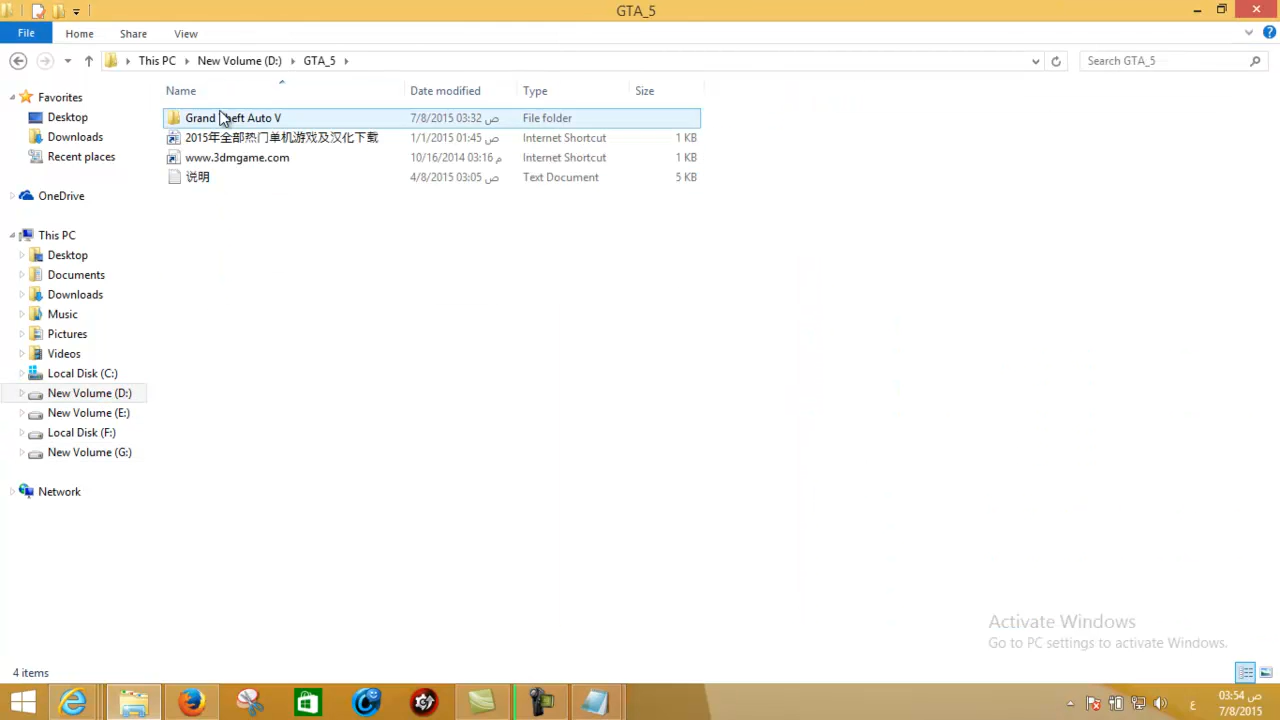 GTA_5
File
Home
Share
View
This PC
New Volume (D:)
GTA_5
Search GTA_5
Name
Date modified
Type
Size
Grand Theft Auto V
7/8/2015 03:32 ص
File folder
2015年全部热门单机游戏及汉化下载
1/1/2015 01:45 ص
Internet Shortcut
1 KB
www.3dmgame.com
10/16/2014 03:16 م
Internet Shortcut
1 KB
说明
4/8/2015 03:05 ص
Text Document
5 KB
Favorites
Desktop
Downloads
Recent places
OneDrive
This PC
Desktop
Documents
Downloads
Music
Pictures
Videos
Local Disk (C:)
New Volume (D:)
New Volume (E:)
Local Disk (F:)
New Volume (G:)
Network
Activate Windows
Go to PC settings to activate Windows.
4 items
ع
03:54 ص
7/8/2015